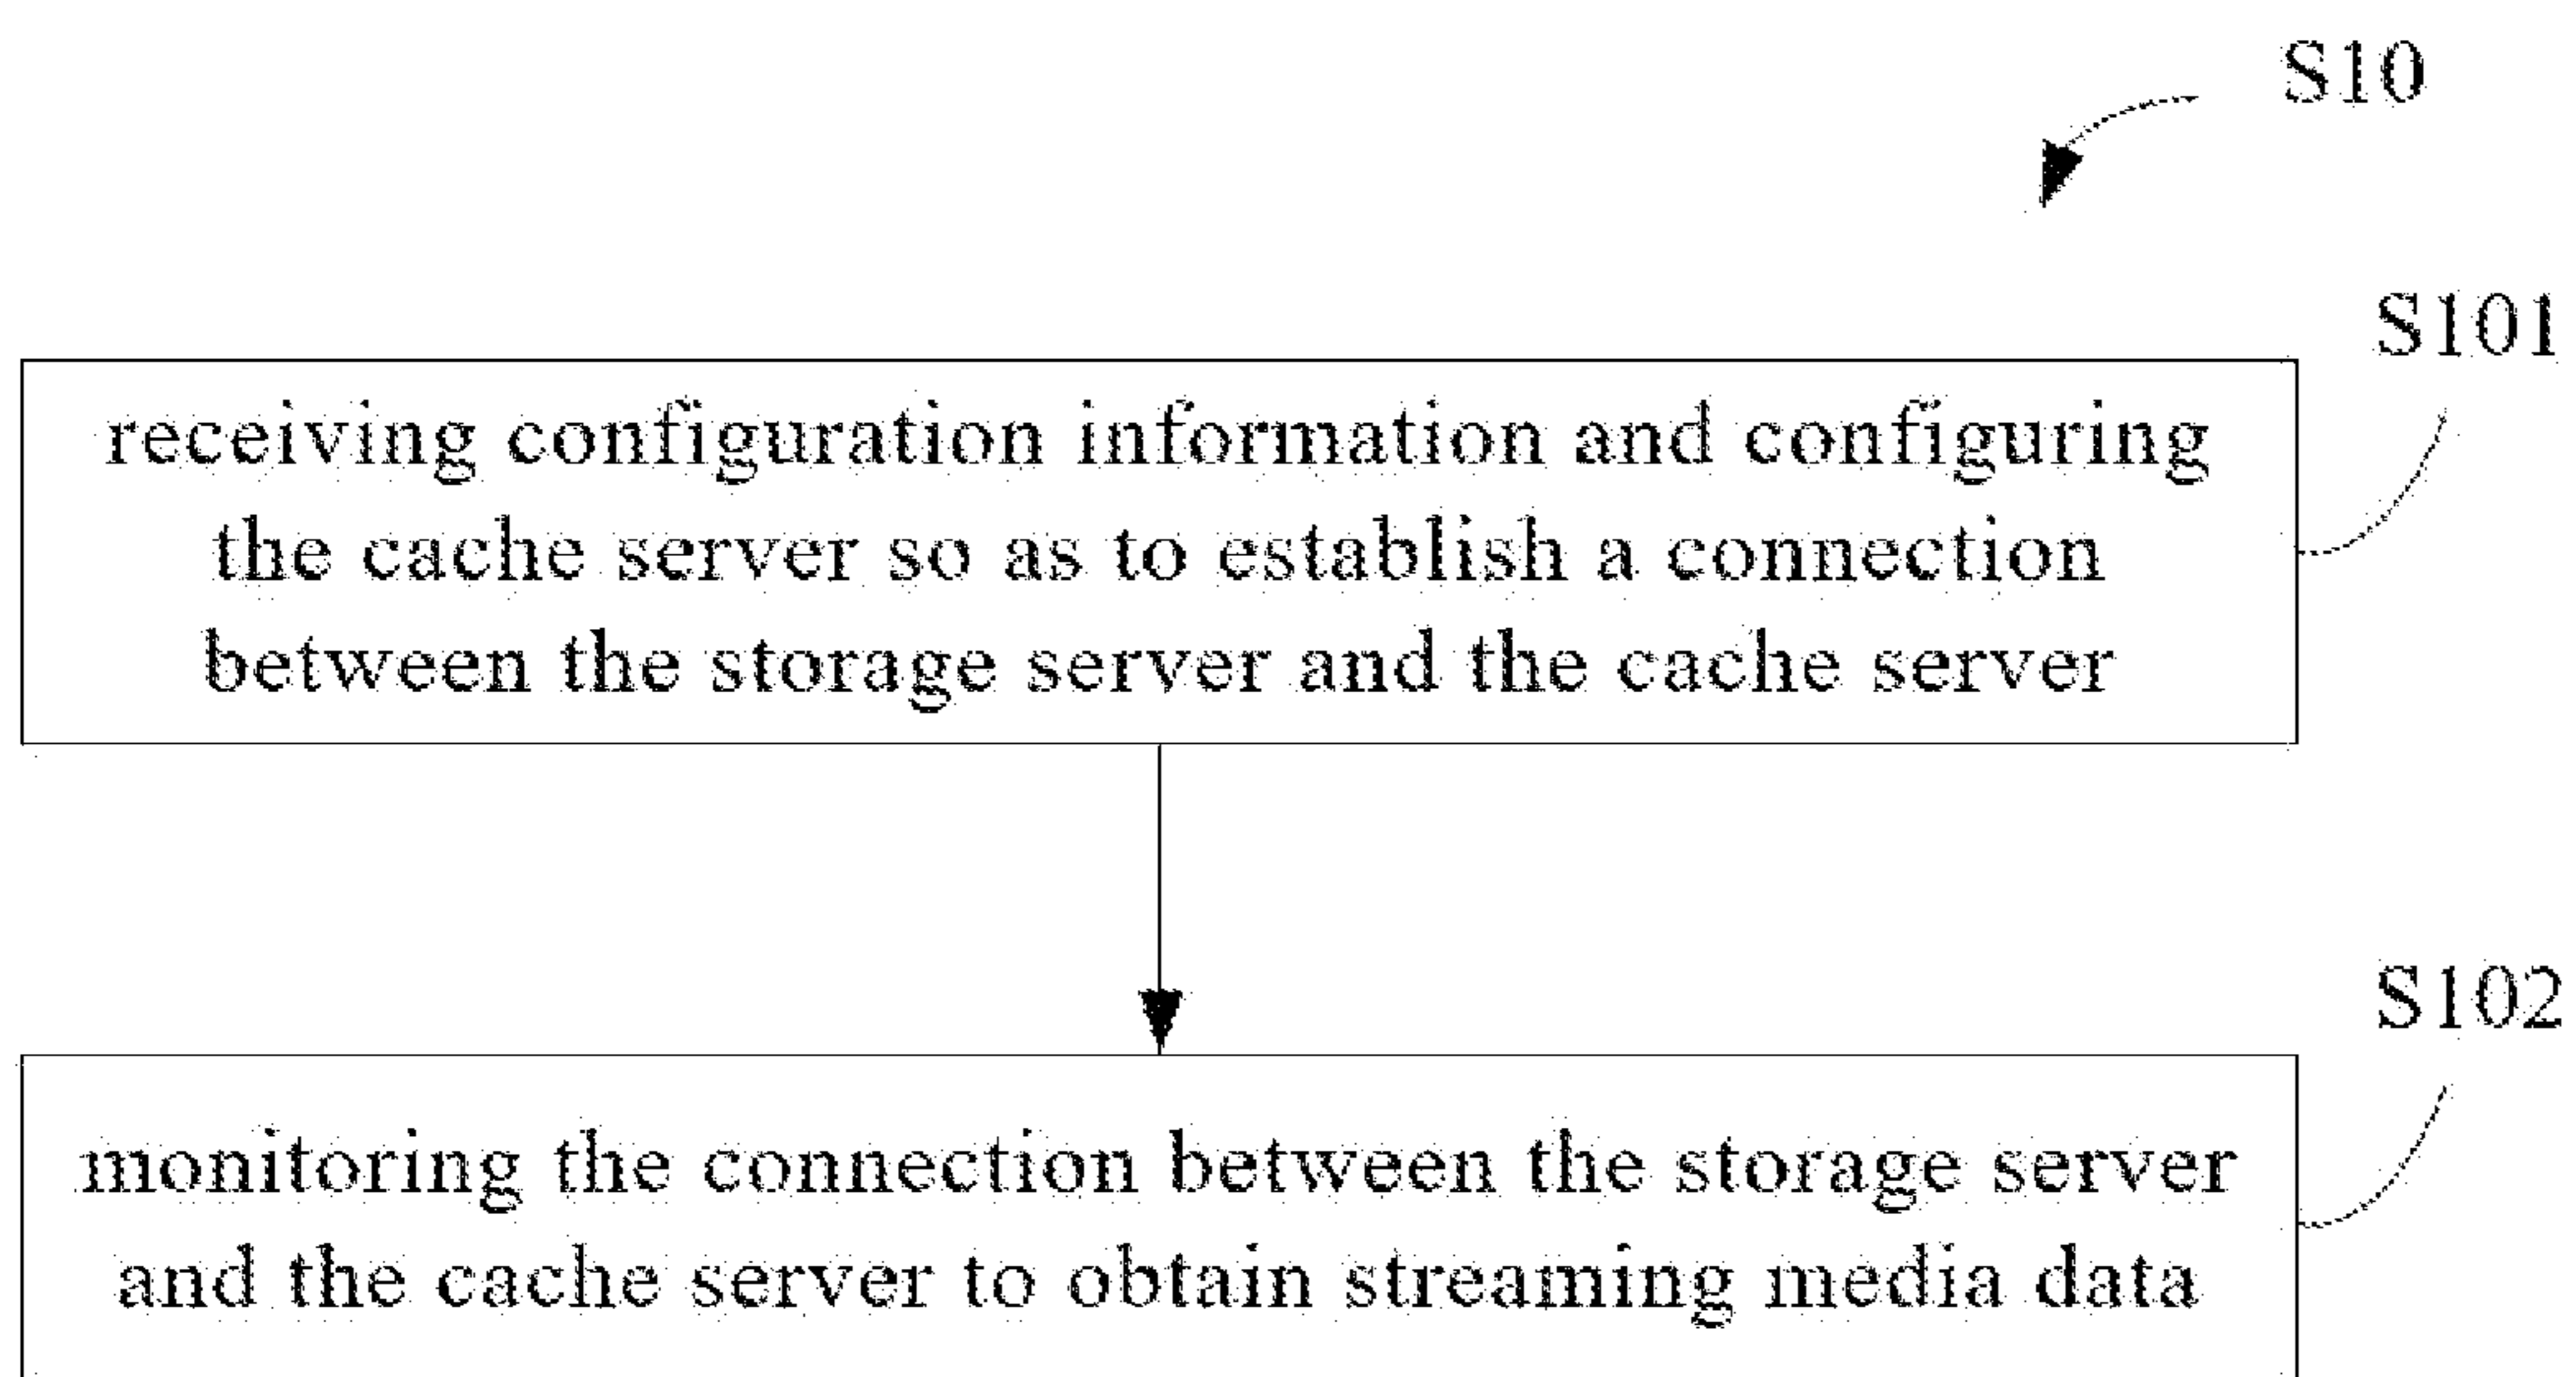 S10
S101
receiving configuration information and configuring
the cache server so as to establish a connection
between the storage server and the cache server
S102
monitoring the connection between the storage server
and the cache server to obtain streaming media data